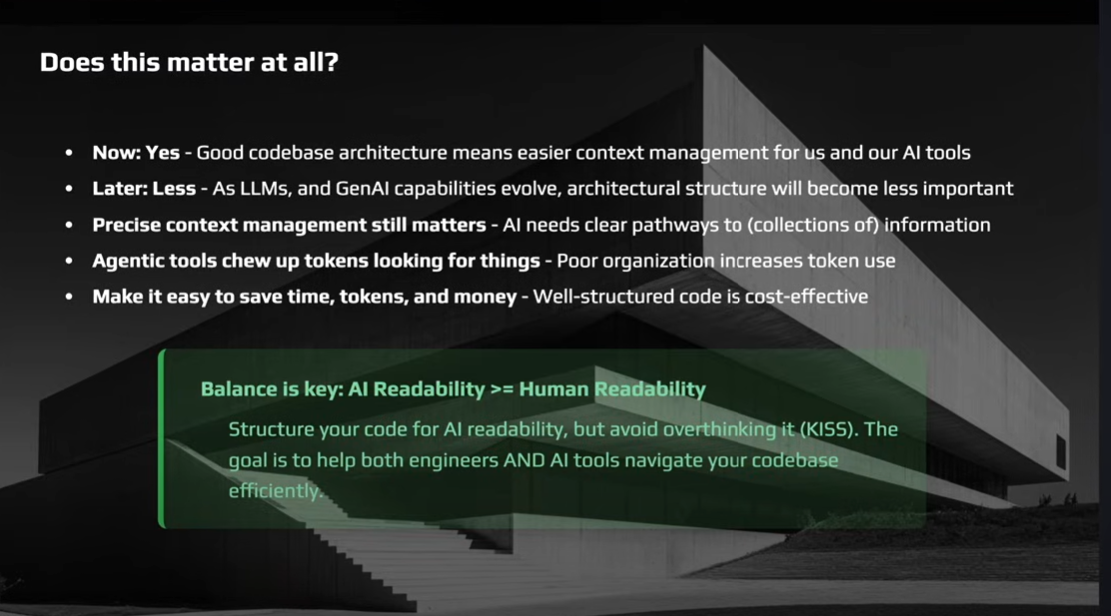 Does this matter at all?
• Now: Yes - Good codebase architecture means easier context management for us and our AI tools
• Later: Less - As LLMs, and GenAI capabilities evolve, architectural structure will become less important
• Precise context management still matters - AI needs clear pathways to (collections of) information
• Agentic tools chew up tokens looking for things - Poor organization increases token use
• Make it easy to save time, tokens, and money - Well-structured code is cost-effective
Balance is key: AI Readability >= Human Readability
Structure your code for AI readability, but avoid overthinking it (KISS). The
goal is to help both engineers AND AI tools navigate your codebase
efficiently.